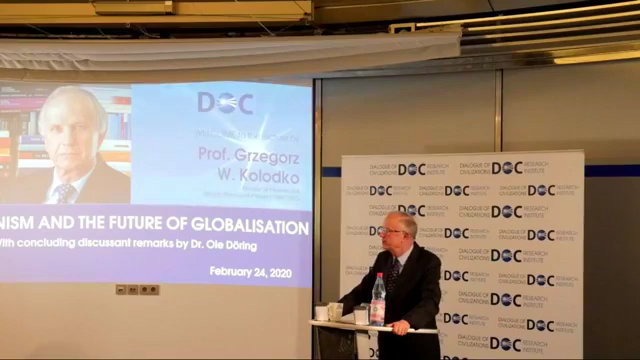 DOC
Prof. Grzegorz
W. Kolodko
NISM AND THE FUTURE OF GLOBALISATION
With concluding discussant remarks by Dr. Ole Döring
February 24, 2020
DIALOGUE OF
CIVILIZATIONS
DOC
RESEARCH
INSTITUTE